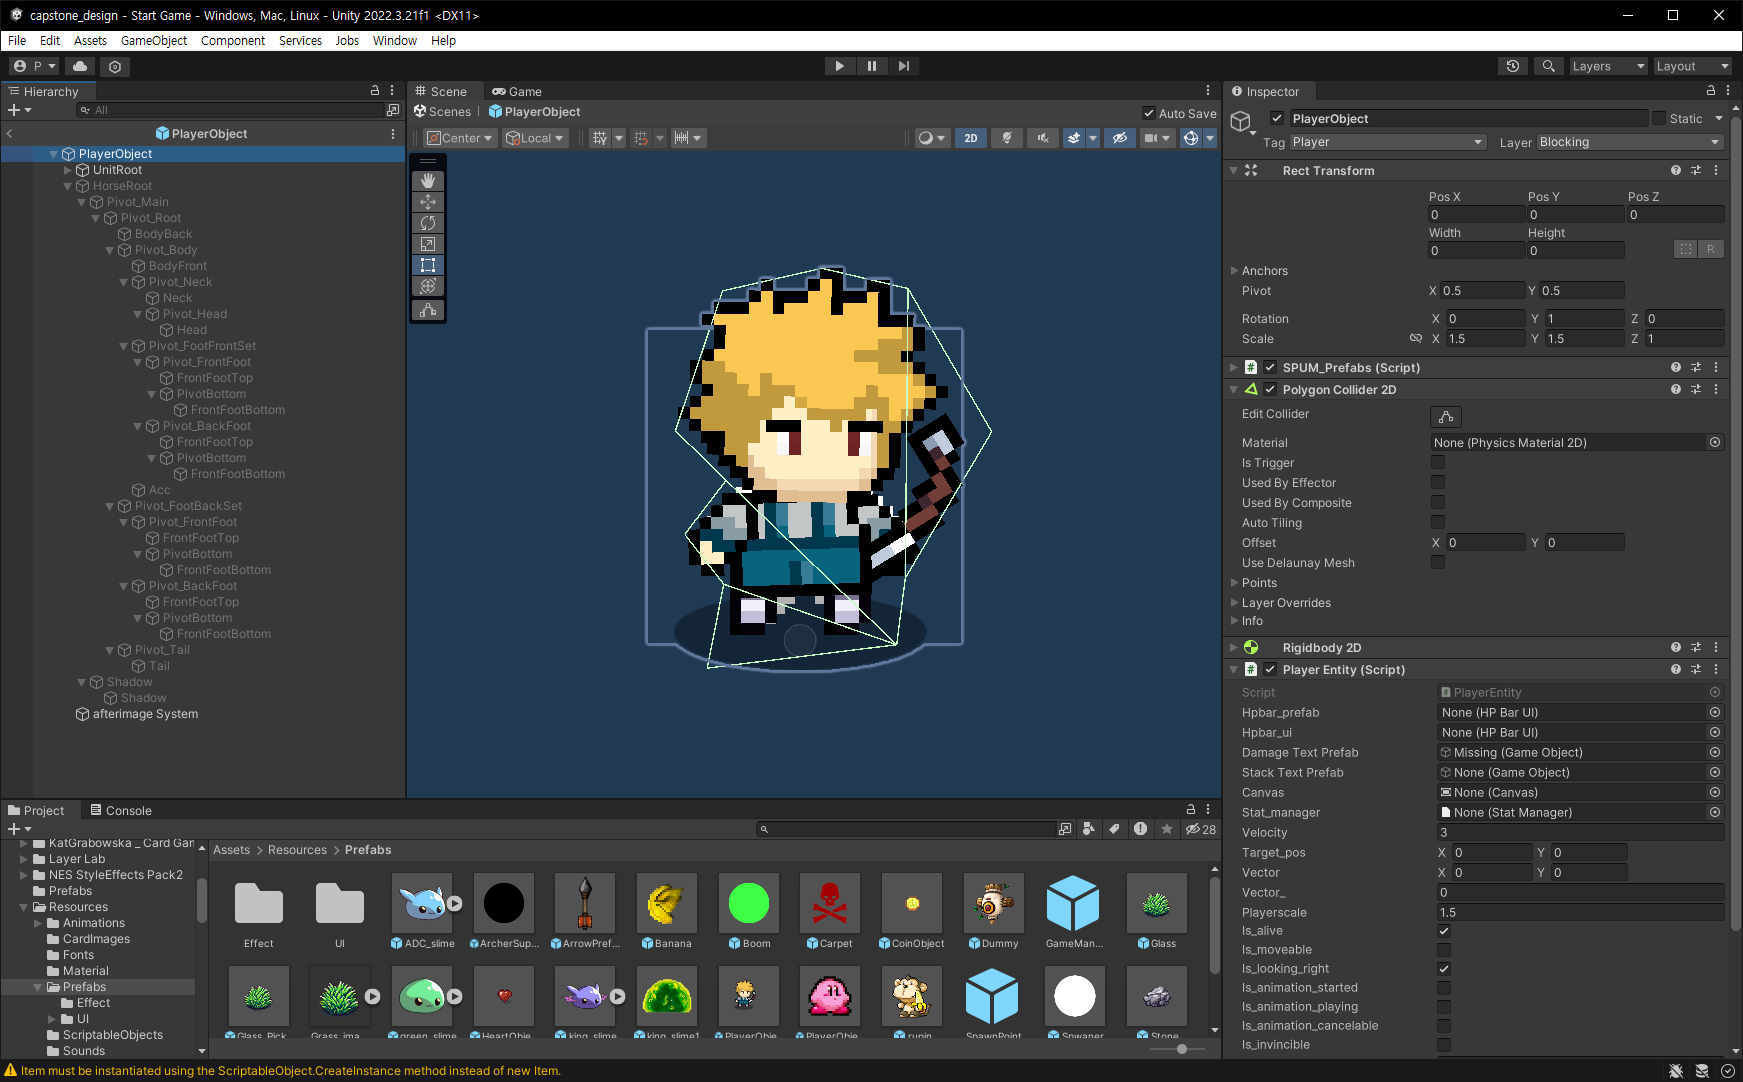 capstone_design - Start Game - Windows, Mac, Linux - Unity 2022.3.21f1 <DX11>
File Edit Assets GameObject Component Services Jobs Window Help
P
Layers
Layout
Hierarchy
All
PlayerObject
PlayerObject
UnitRoot
HorseRoot
Pivot_Main
Pivot_Root
BodyBack
Pivot_Body
BodyFront
Pivot_Neck
Neck
Pivot_Head
Head
Pivot_FootFrontSet
Pivot_FrontFoot
FrontFootTop
PivotBottom
FrontFootBottom
Pivot_BackFoot
FrontFootTop
PivotBottom
FrontFootBottom
Acc
Pivot_FootBackSet
Pivot_FrontFoot
FrontFootTop
PivotBottom
FrontFootBottom
Pivot_BackFoot
FrontFootTop
PivotBottom
FrontFootBottom
Pivot_Tail
Tail
Shadow
Shadow
afterimage System
Scene Game
Scenes | PlayerObject
Auto Save
Center Local
2D
Inspector
PlayerObject Static
Tag Player Layer Blocking
Rect Transform
Pos X Pos Y Pos Z
0 0 0
Width Height
0 0
R
Anchors
Pivot X 0.5 Y 0.5
Rotation X 0 Y 1 Z 0
Scale X 1.5 Y 1.5 Z 1
SPUM_Prefabs (Script)
Polygon Collider 2D
Edit Collider
Material None (Physics Material 2D)
Is Trigger
Used By Effector
Used By Composite
Auto Tiling
Offset X 0 Y 0
Use Delaunay Mesh
Points
Layer Overrides
Info
Rigidbody 2D
Player Entity (Script)
Script PlayerEntity
Hpbar_prefab None (HP Bar UI)
Hpbar_ui None (HP Bar UI)
Damage Text Prefab Missing (Game Object)
Stack Text Prefab None (Game Object)
Canvas None (Canvas)
Stat_manager None (Stat Manager)
Velocity 3
Target_pos X 0 Y 0
Vector X 0 Y 0
Vector_ 0
Playerscale 1.5
Is_alive
Is_moveable
Is_looking_right
Is_animation_started
Is_animation_playing
Is_animation_cancelable
Is_invincible
Project Console
28
KatGrabowska _ Card Gan
Layer Lab
NES StyleEffects Pack2
Prefabs
Resources
Animations
CardImages
Fonts
Material
Prefabs
Effect
UI
ScriptableObjects
Sounds
Assets > Resources > Prefabs
Effect UI ADC_slime ArcherSup... ArrowPref... Banana Boom Carpet CoinObject Dummy GameMan... Glass
Glass_Pick Grass_ima green_slime HeartObje king_slime king_slime1 PlayerObje PlayerObje rupin SpawnPoint Spwaner Stone
Item must be instantiated using the ScriptableObject.CreateInstance method instead of new Item.